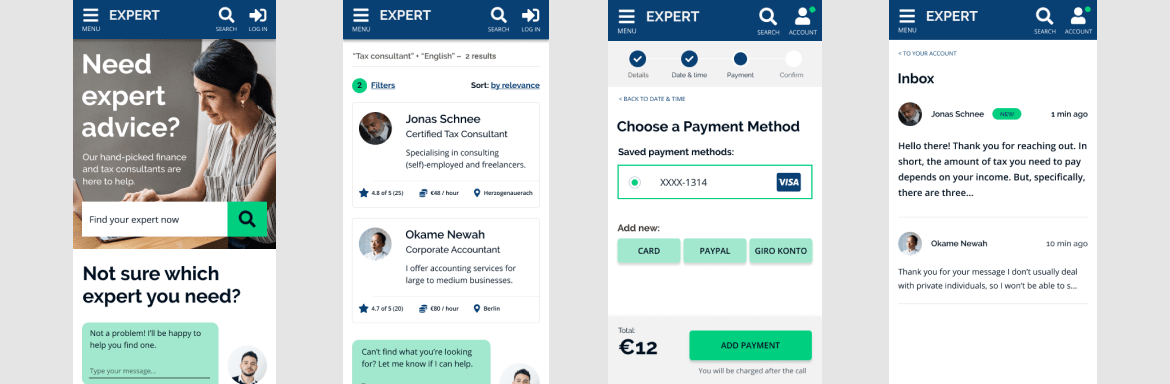 EXPERT
MENU
SEARCH
LOG IN
Need
expert
advice?
Our hand-picked finance
and tax consultants are
here to help.
Find your expert now
Not sure which
expert you need?
Not a problem! I'll be happy to
help you find one.
Type your message...
EXPERT
MENU
SEARCH
LOG IN
"Tax consultant" + "English" – 2 results
2 Filters
Sort: by relevance
Jonas Schnee
Certified Tax Consultant
Specialising in consulting
(self)-employed and freelancers.
4.8 of 5 (25)
€48 / hour
Herzogenaurach
Okame Newah
Corporate Accountant
I offer accounting services for
large to medium businesses.
4.7 of 5 (20)
€80 / hour
Berlin
Can't find what you're looking
for? Let me know if I can help.
EXPERT
MENU
SEARCH
ACCOUNT
Details
Date & time
Payment
Confirm
< BACK TO DATE & TIME
Choose a Payment Method
Saved payment methods:
XXXX-1314
VISA
Add new:
CARD
PAYPAL
GIRO KONTO
Total:
€12
ADD PAYMENT
You will be charged after the call
EXPERT
MENU
SEARCH
ACCOUNT
< TO YOUR ACCOUNT
Inbox
Jonas Schnee
NEW
1 min ago
Hello there! Thank you for reaching out. In
short, the amount of tax you need to pay
depends on your income. But, specifically,
there are three...
Okame Newah
10 min ago
Thank you for your message I don't usually deal
with private individuals, so I won't be able to s...